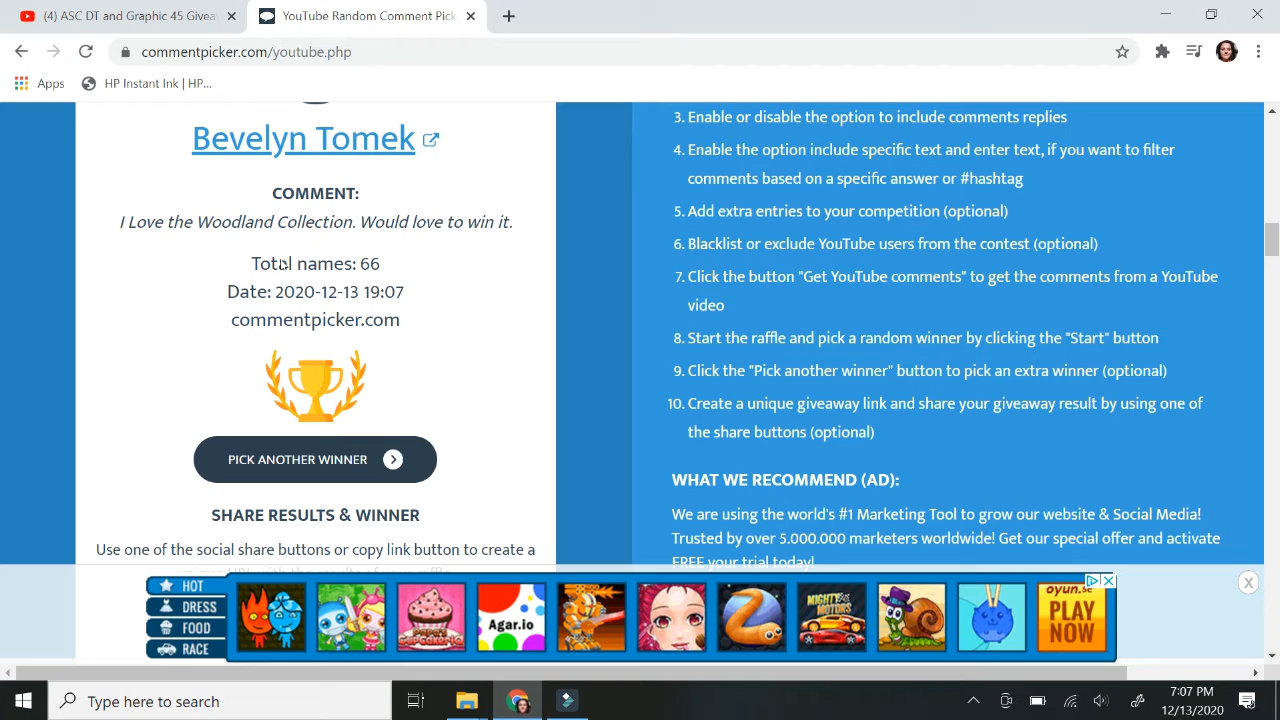 (4) ASC DT and Graphic 45 Givea
YouTube Random Comment Pick
commentpicker.com/youtube.php
Apps
HP Instant Ink | HP...
Bevelyn Tomek
COMMENT:
I Love the Woodland Collection. Would love to win it.
Total names: 66
Date: 2020-12-13 19:07
commentpicker.com
PICK ANOTHER WINNER
SHARE RESULTS & WINNER
Use one of the social share buttons or copy link button to create a
3. Enable or disable the option to include comments replies
4. Enable the option include specific text and enter text, if you want to filter
comments based on a specific answer or #hashtag
5. Add extra entries to your competition (optional)
6. Blacklist or exclude YouTube users from the contest (optional)
7. Click the button "Get YouTube comments" to get the comments from a YouTube
video
8. Start the raffle and pick a random winner by clicking the "Start" button
9. Click the "Pick another winner" button to pick an extra winner (optional)
10. Create a unique giveaway link and share your giveaway result by using one of
the share buttons (optional)
WHAT WE RECOMMEND (AD):
We are using the world's #1 Marketing Tool to grow our website & Social Media!
Trusted by over 5.000.000 marketers worldwide! Get our special offer and activate
FREE your trial today!
HOT
DRESS
FOOD
RACE
Agar.io
MIGHTY
MOTORS
oyun.se
PLAY
NOW
Type here to search
7:07 PM
12/13/2020